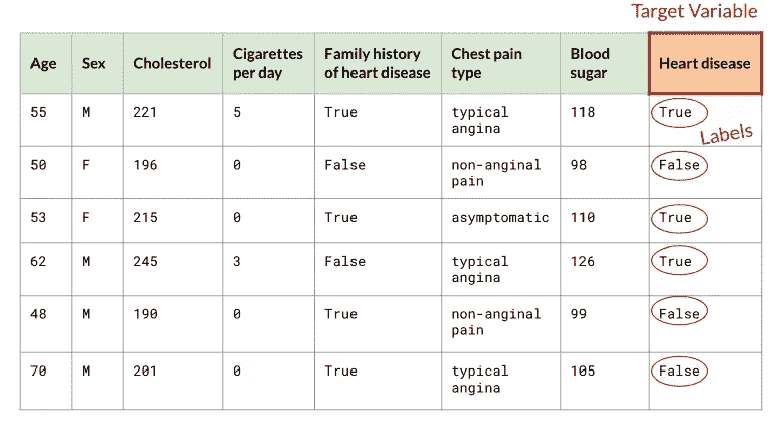 Target Variable
Age Sex Cholesterol Cigarettes per day Family history of heart disease Chest pain type Blood sugar Heart disease
55 M 221 5 True typical angina 118 True
Labels
50 F 196 0 False non-anginal pain 98 False
53 F 215 0 True asymptomatic 110 True
62 M 245 3 False typical angina 126 True
48 M 190 0 True non-anginal pain 99 False
70 M 201 0 True typical angina 105 False